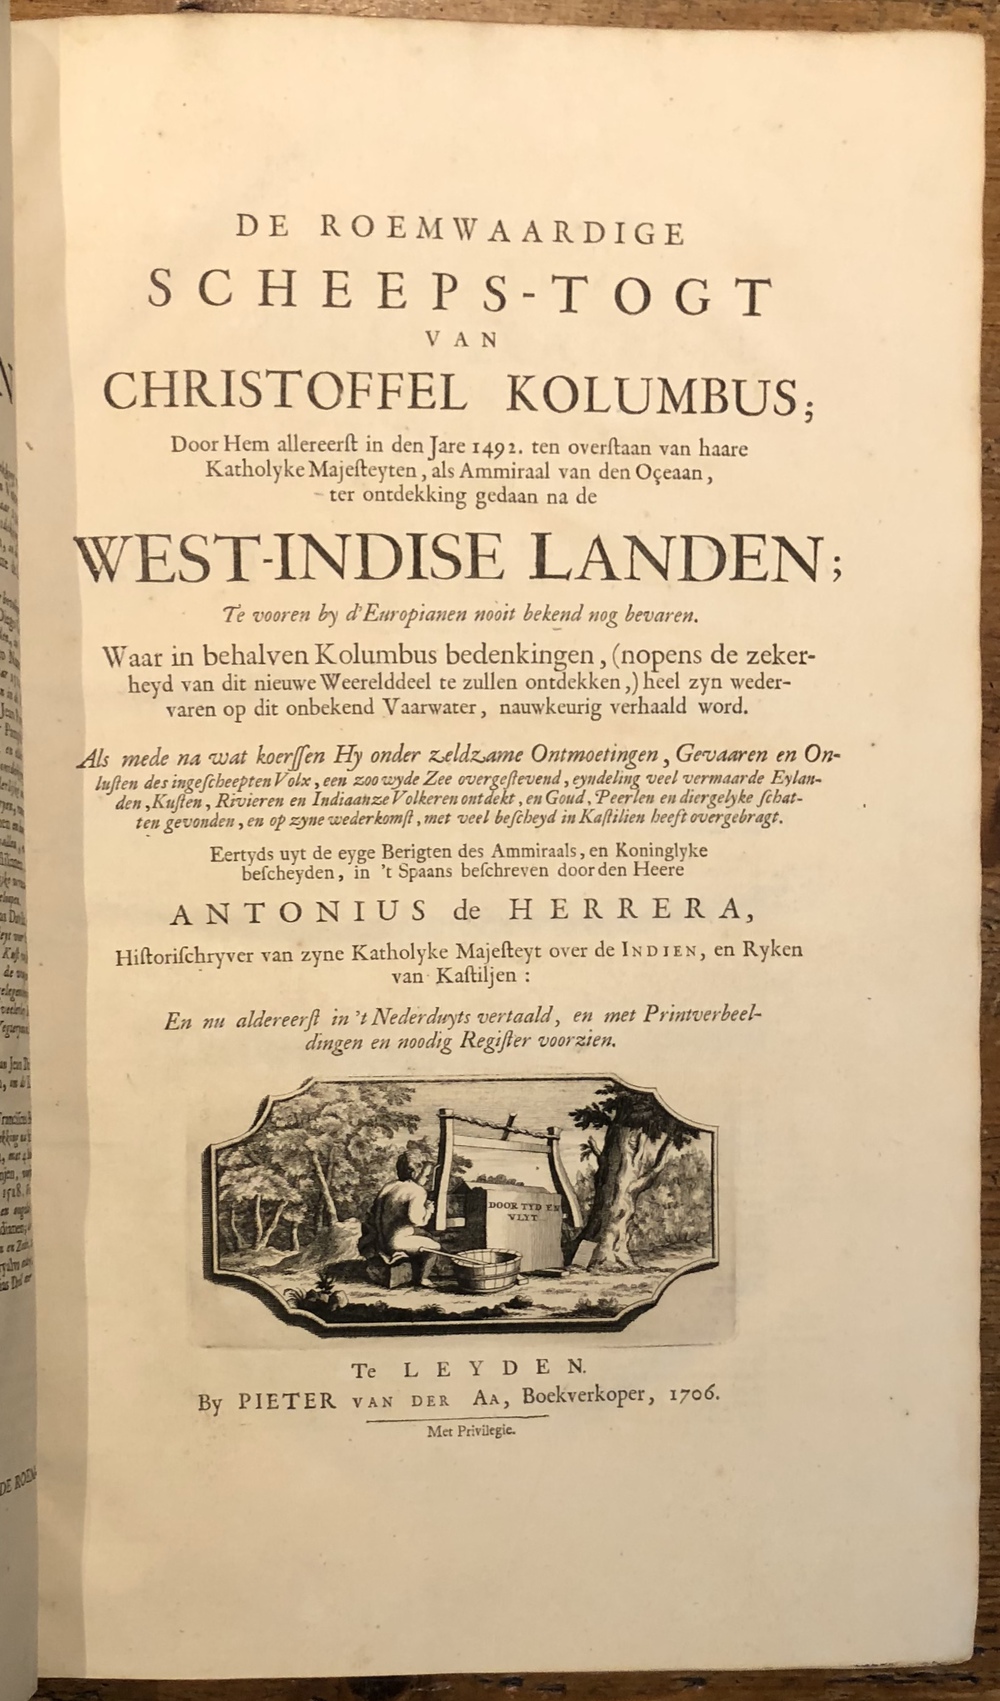 DE ROEMWAARDIGE
SCHEEPS-TOGT
VAN
CHRISTOFFEL KOLUMBUS;
Door Hem allereerſt in den Jare 1492. ten overſtaan van haare
Katholyke Majeſteyten, als Ammiraal van den Oçeaan,
ter ontdekking gedaan na de
WEST-INDISE LANDEN;
Te vooren by d'Europianen nooit bekend nog bevaren.
Waar in behalven Kolumbus bedenkingen, (nopens de zeker-
heyd van dit nieuwe Weerelddeel te zullen ontdekken,) heel zyn weder-
varen op dit onbekend Vaarwater, nauwkeurig verhaald word.
Als mede na wat koerſſen Hy onder zeldzame Ontmoetingen, Gevaaren en On-
luſten des ingeſcheepten Volx, een zoo wyde Zee overgeſtevend, eyndeling veel vermaarde Eylan-
den, Kuſten, Rivieren en Indiaanze Volkeren ontdekt, en Goud, Peerlen en diergelyke ſchat-
ten gevonden, en op zyne wederkomſt, met veel beſcheyd in Kaſtilien heeft overgebragt.
Eertyds uyt de eyge Berigten des Ammiraals, en Koninglyke
beſcheyden, in 't Spaans beſchreven door den Heere
ANTONIUS de HERRERA,
Hiſtoriſchryver van zyne Katholyke Majeſteyt over de INDIEN, en Ryken
van Kaſtiljen:
En nu aldereerſt in 't Nederduyts vertaald, en met Printverbeel-
dingen en noodig Regiſter voorzien.
DOOR TYD EN
VLYT
Te LEYDEN.
By PIETER VAN DER AA, Boekverkoper, 1706.
Met Privilegie.
DE ROEM-